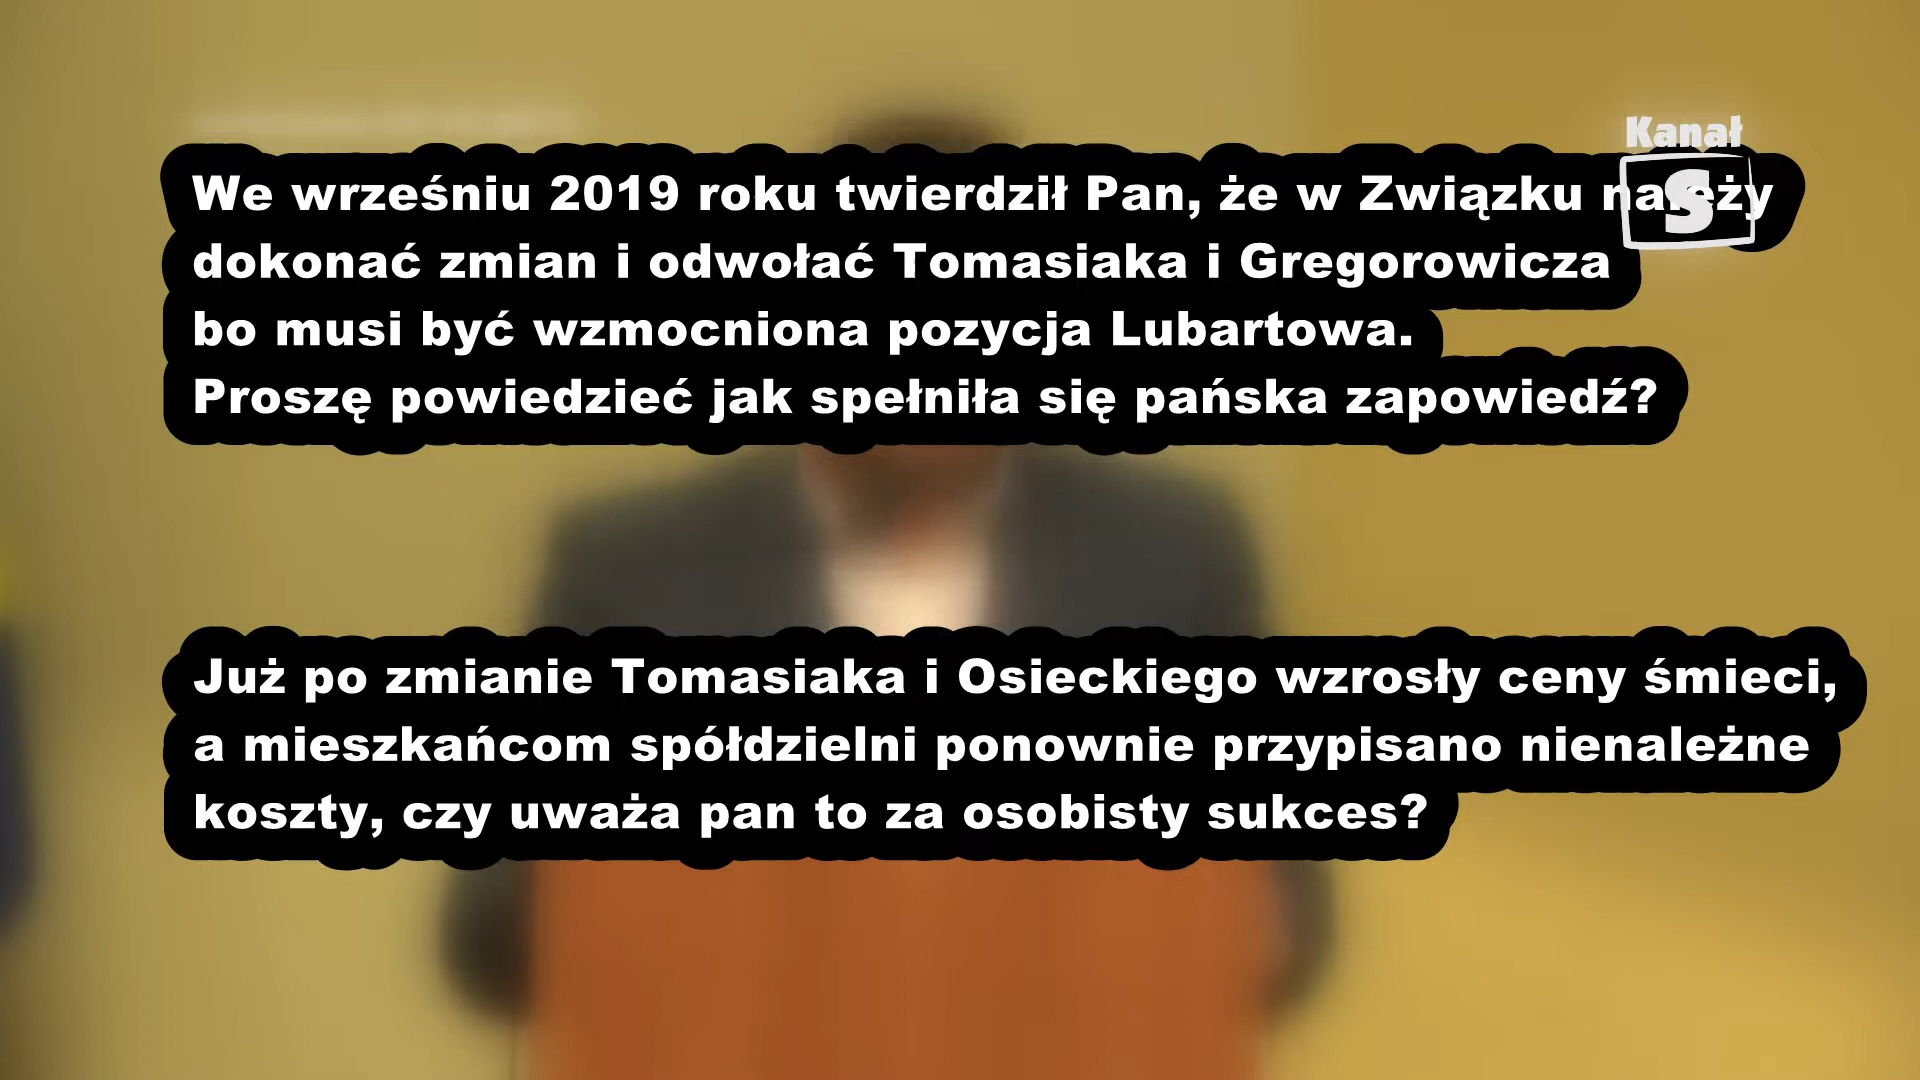 Kanał
S
We wrześniu 2019 roku twierdził Pan, że w Związku należy
dokonać zmian i odwołać Tomasiaka i Gregorowicza
bo musi być wzmocniona pozycja Lubartowa.
Proszę powiedzieć jak spełniła się pańska zapowiedź?
Już po zmianie Tomasiaka i Osieckiego wzrosły ceny śmieci,
a mieszkańcom spółdzielni ponownie przypisano nienależne
koszty, czy uważa pan to za osobisty sukces?